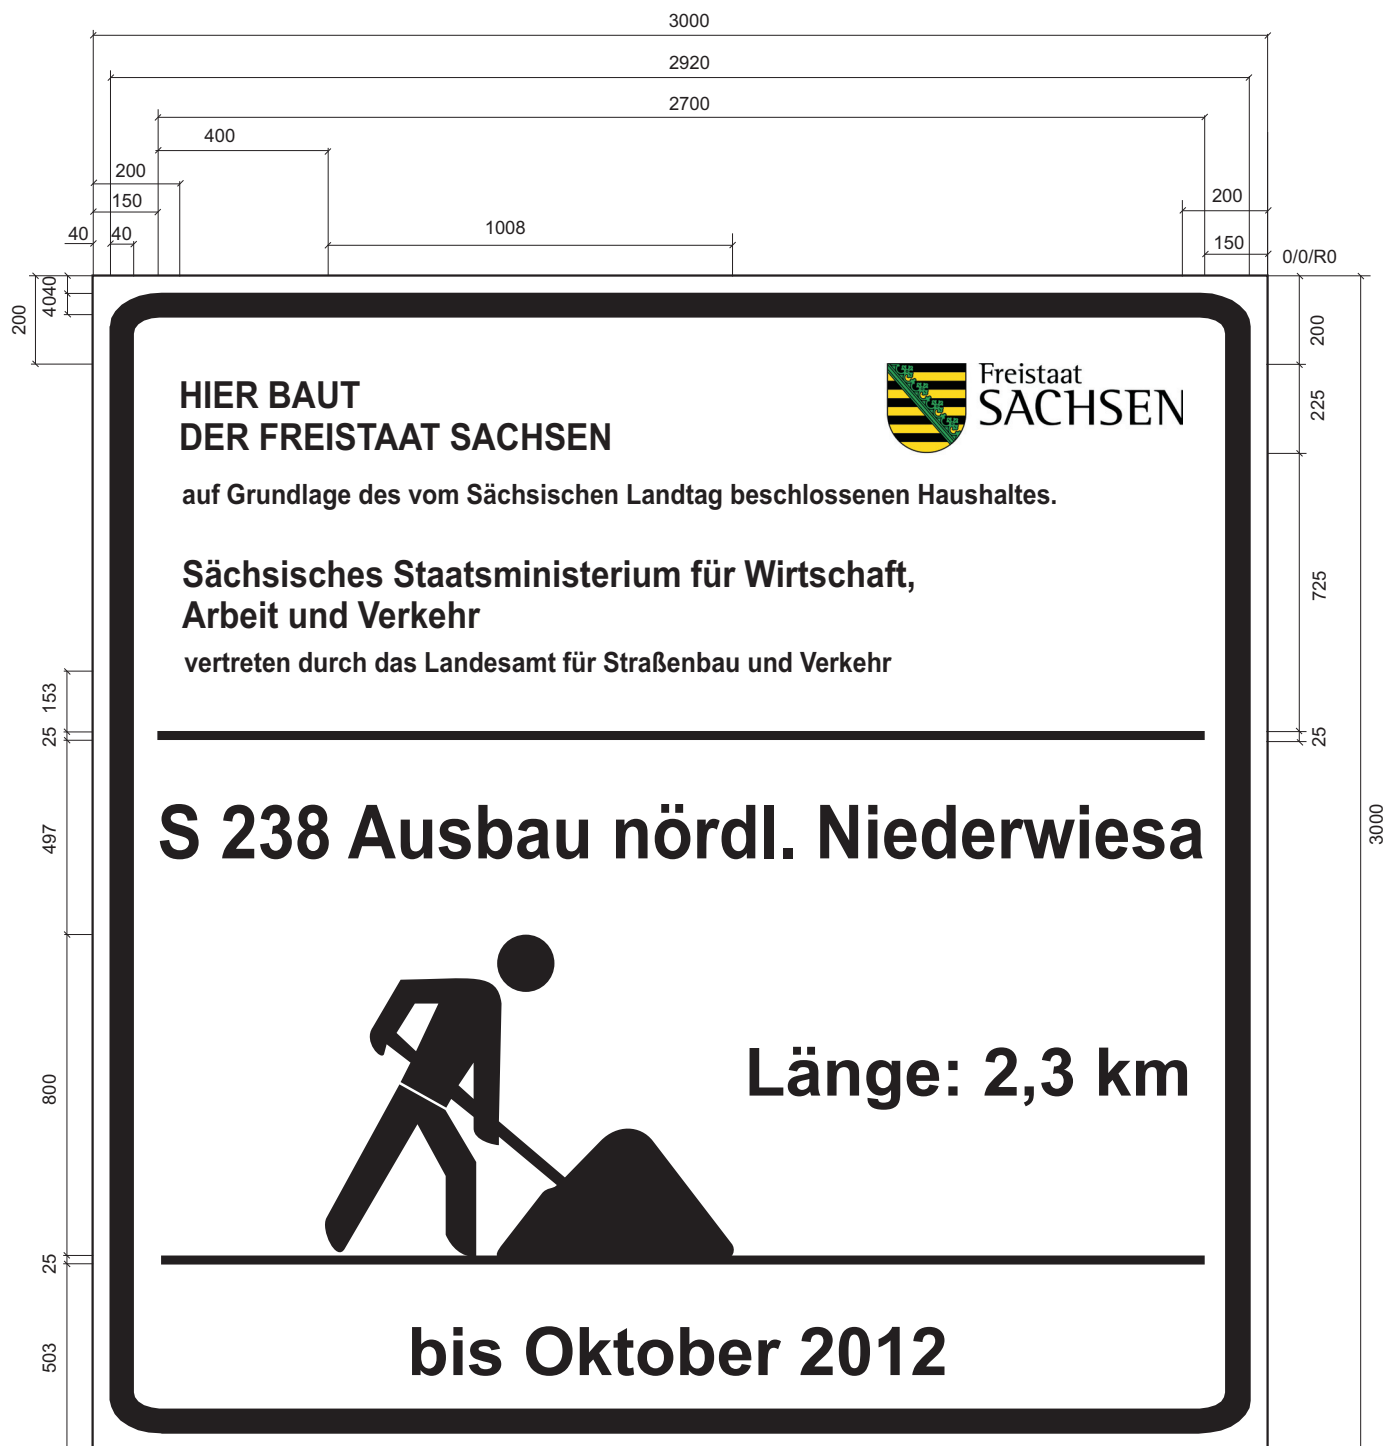 3000
2920
2700
400
200
150
40 40
1008
200
150
0/0/R0
200
4040
HIER BAUT
DER FREISTAAT SACHSEN
Freistaat
SACHSEN
auf Grundlage des vom Sächsischen Landtag beschlossenen Haushaltes.
Sächsisches Staatsministerium für Wirtschaft,
Arbeit und Verkehr
vertreten durch das Landesamt für Straßenbau und Verkehr
200
225
725
25
3000
153
25
497
800
25
503
S 238 Ausbau nördl. Niederwiesa
Länge: 2,3 km
bis Oktober 2012